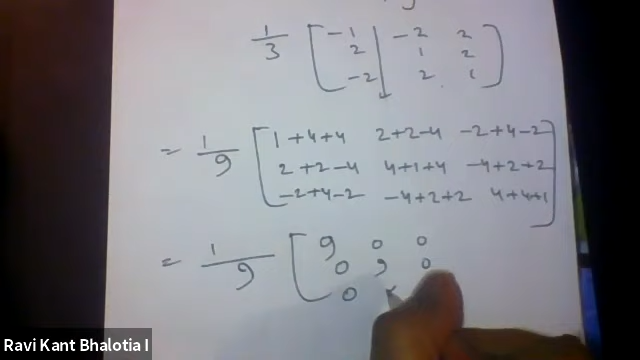 1/3 [ -1 -2 2
2 1 2
-2 2 1 ]
= 1/9 [ 1+4+4 2+2-4 -2+4-2
2+2-4 4+1+4 -4+2+2
-2+4-2 -4+2+2 4+4+1 ]
= 1/9 [ 9 0 0
0 9 0
0
Ravi Kant Bhalotia I